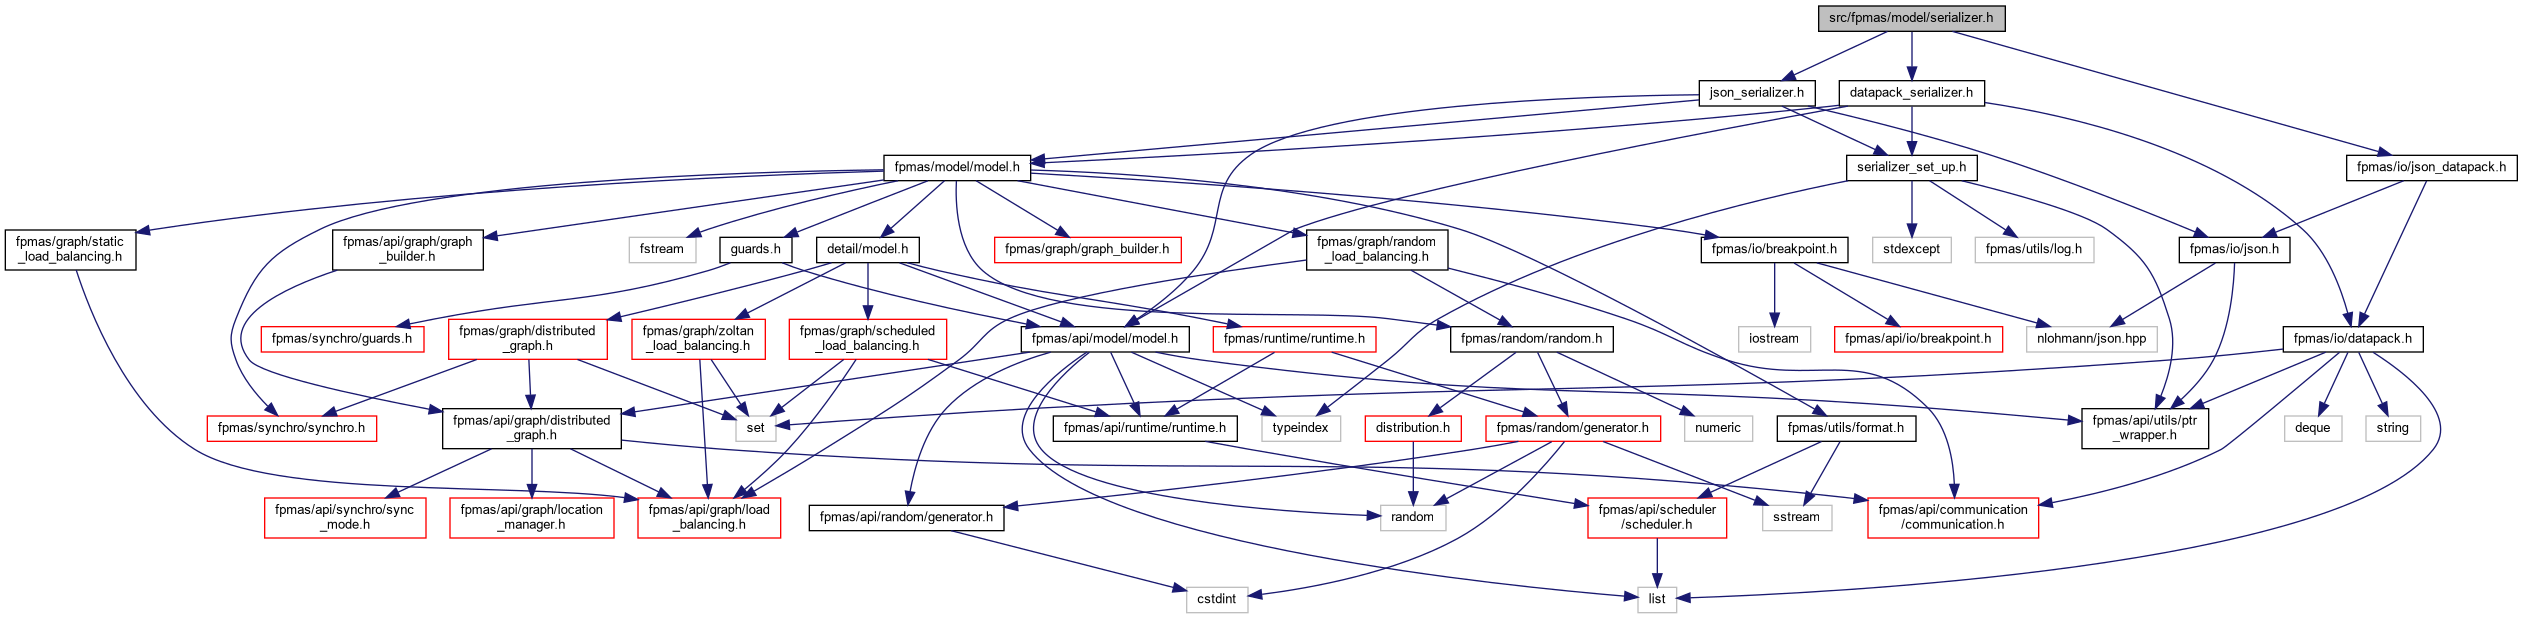 src/fpmas/model/serializer.h
json_serializer.h
datapack_serializer.h
fpmas/model/model.h
serializer_set_up.h
fpmas/io/json_datapack.h
fpmas/graph/static
_load_balancing.h
fpmas/api/graph/graph
_builder.h
fstream
guards.h
detail/model.h
fpmas/graph/graph_builder.h
fpmas/graph/random
_load_balancing.h
fpmas/io/breakpoint.h
stdexcept
fpmas/utils/log.h
fpmas/io/json.h
fpmas/synchro/guards.h
fpmas/graph/distributed
_graph.h
fpmas/graph/zoltan
_load_balancing.h
fpmas/graph/scheduled
_load_balancing.h
fpmas/api/model/model.h
fpmas/runtime/runtime.h
fpmas/random/random.h
iostream
fpmas/api/io/breakpoint.h
nlohmann/json.hpp
fpmas/io/datapack.h
fpmas/synchro/synchro.h
fpmas/api/graph/distributed
_graph.h
set
fpmas/api/runtime/runtime.h
typeindex
distribution.h
fpmas/random/generator.h
numeric
fpmas/utils/format.h
fpmas/api/utils/ptr
_wrapper.h
deque
string
fpmas/api/synchro/sync
_mode.h
fpmas/api/graph/location
_manager.h
fpmas/api/graph/load
_balancing.h
fpmas/api/random/generator.h
random
fpmas/api/scheduler
/scheduler.h
sstream
fpmas/api/communication
/communication.h
cstdint
list